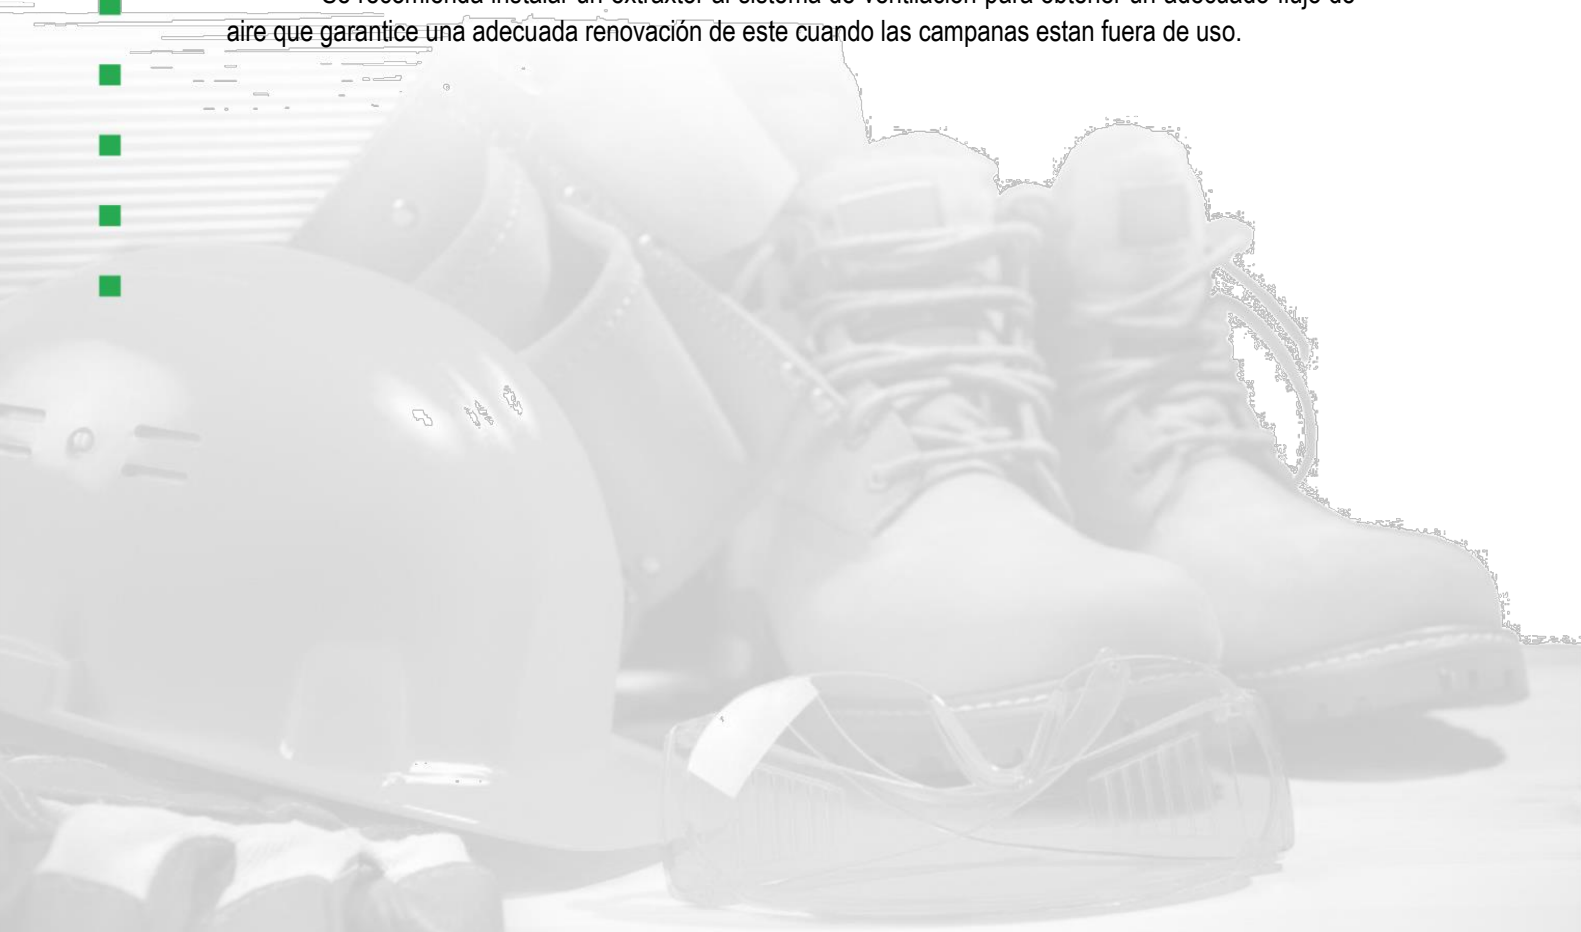 Se recomienda instalar un extraxtor al sistema de ventilación para obtener un adecuado flujo de
aire que garantice una adecuada renovación de este cuando las campanas estan fuera de uso.